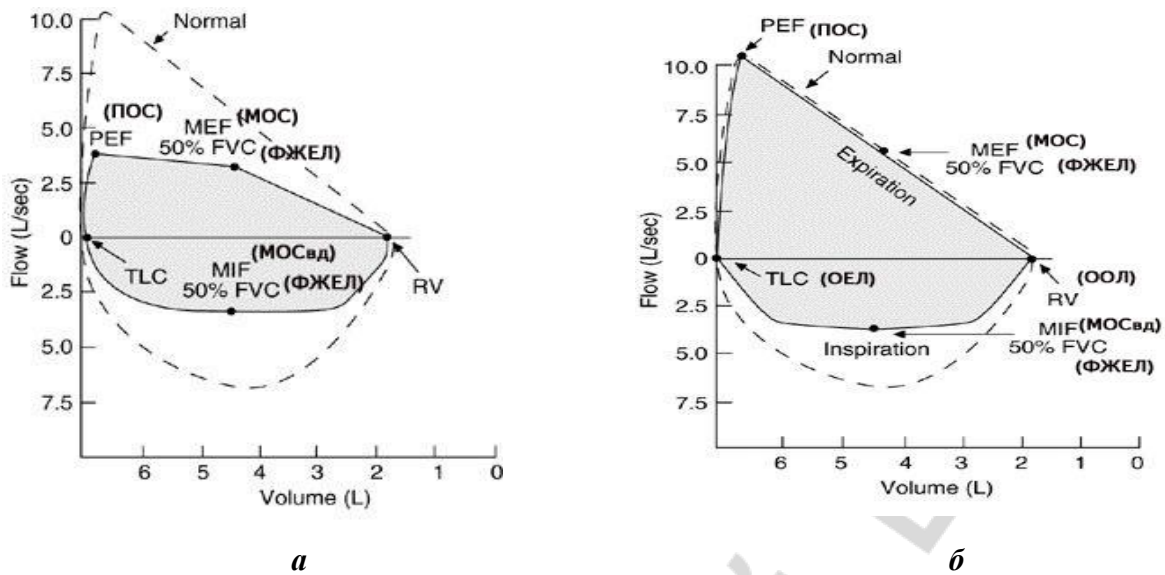 10.0
7.5
5.0
2.5
0
2.5
5.0
7.5
Flow (L/sec)
Normal
(ПОС)
PEF
MEF (МОС)
50% FVC (ФЖЕЛ)
(МОСвд)
TLC
MIF
50% FVC (ФЖЕЛ)
RV
6 5 4 3 2 1 0
Volume (L)
а
PEF (ПОС)
Normal
10.0
7.5
5.0
2.5
0
2.5
5.0
7.5
Flow (L/sec)
MEF (МОС)
50% FVC (ФЖЕЛ)
Expiration
TLC (ОЕЛ)
(ООЛ)
RV
MIF (МОСвд)
Inspiration
50% FVC
(ФЖЕЛ)
6 5 4 3 2 1 0
Volume (L)
б